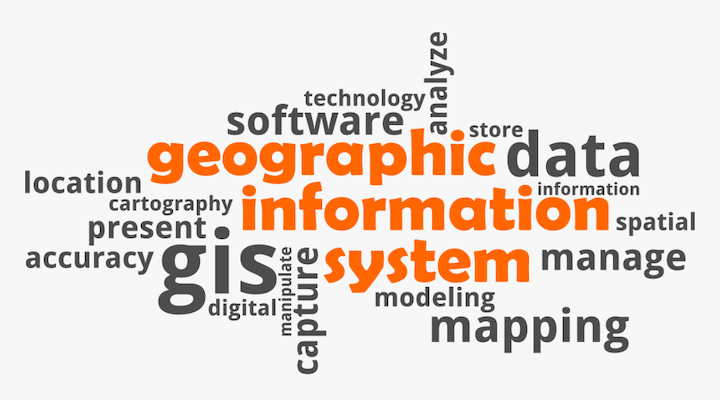 analyze
technology
software
store
geographic
data
location
information
cartography
information
present
spatial
accuracy
gis
manipulate
capture
system
manage
digital
modeling
mapping